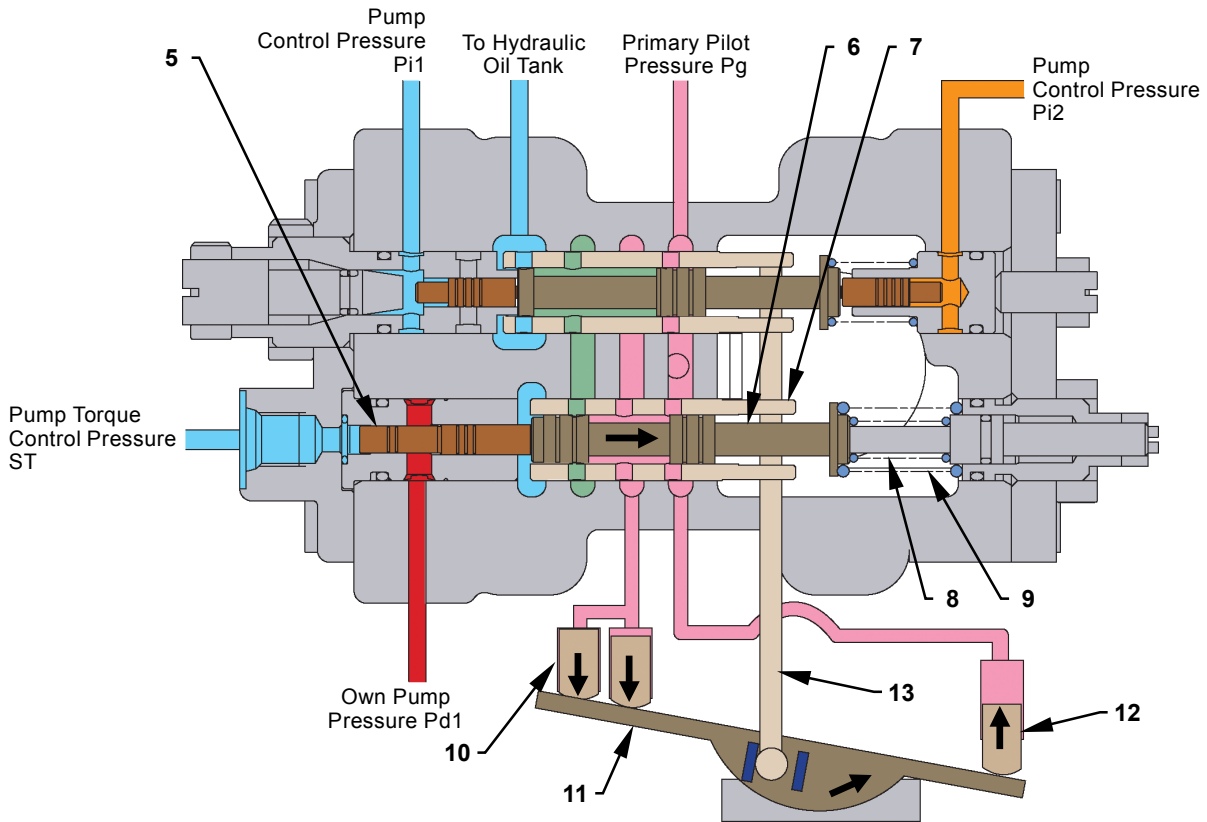 Pump
Control Pressure
Pi1
To Hydraulic
Oil Tank
Primary Pilot
Pressure Pg
Pump
Control Pressure
Pi2
5
6
7
Pump Torque
Control Pressure
ST
8
9
Own Pump
Pressure Pd1
10
11
13
12